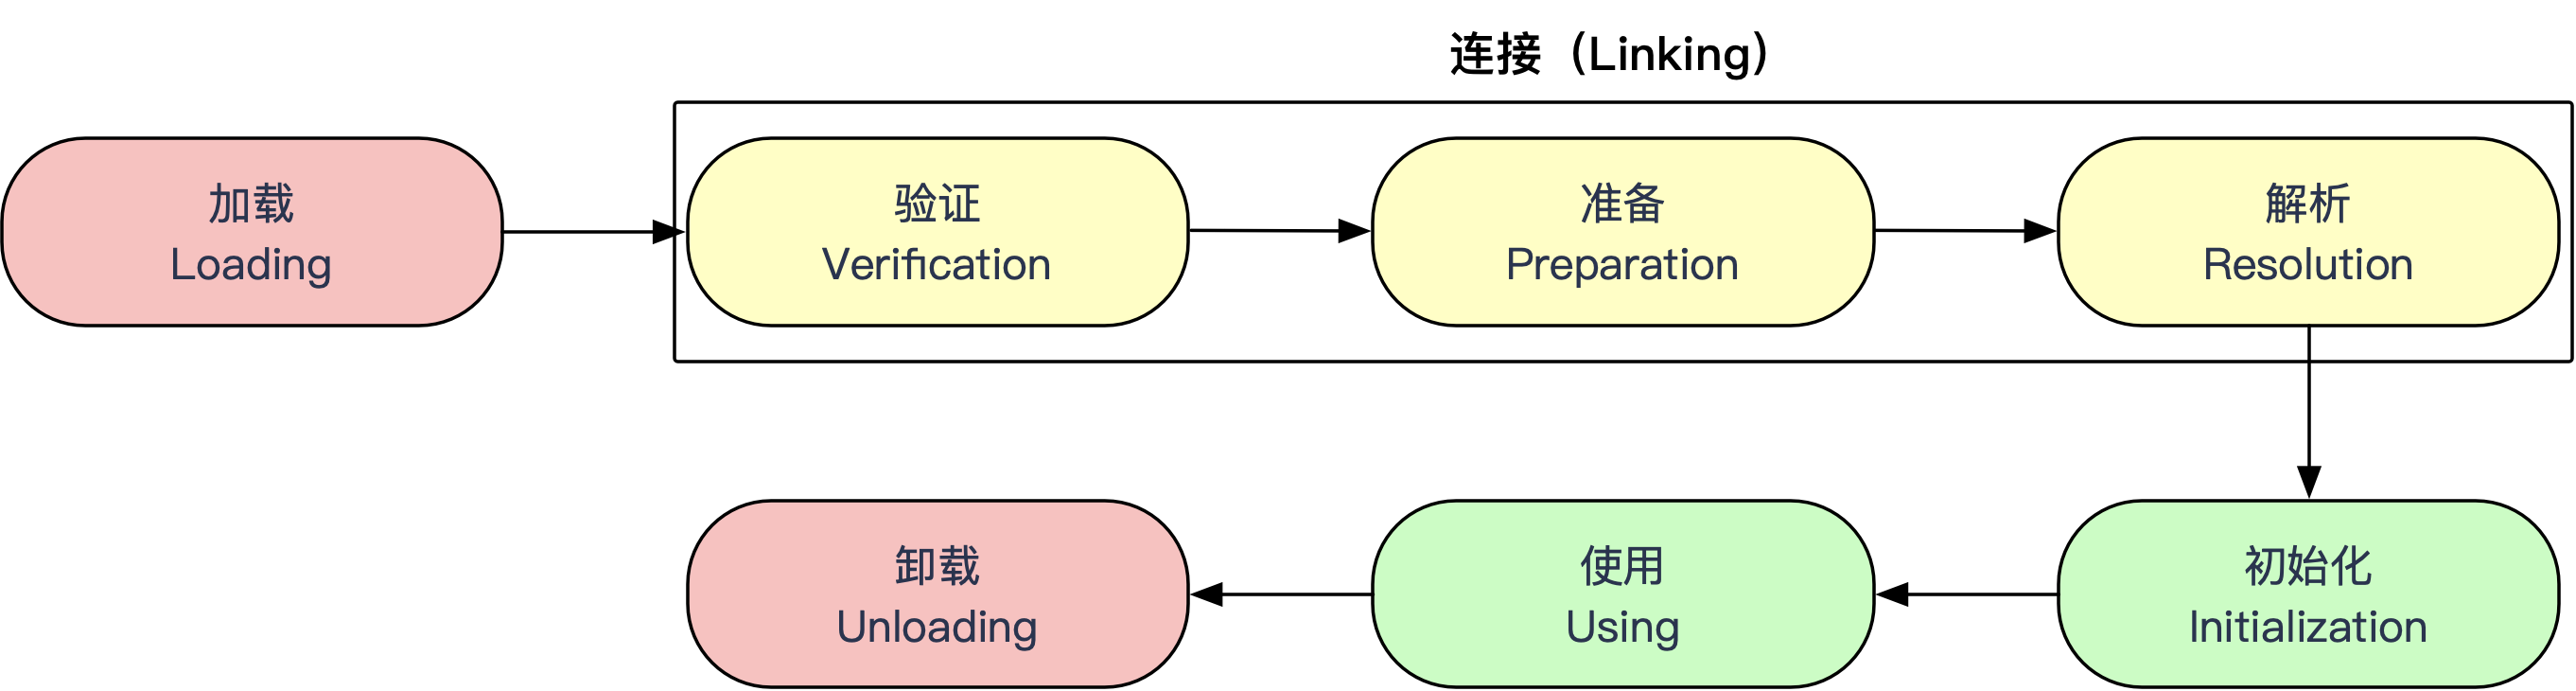 连接（Linking）
加载
Loading
验证
Verification
准备
Preparation
解析
Resolution
初始化
Initialization
使用
Using
卸载
Unloading